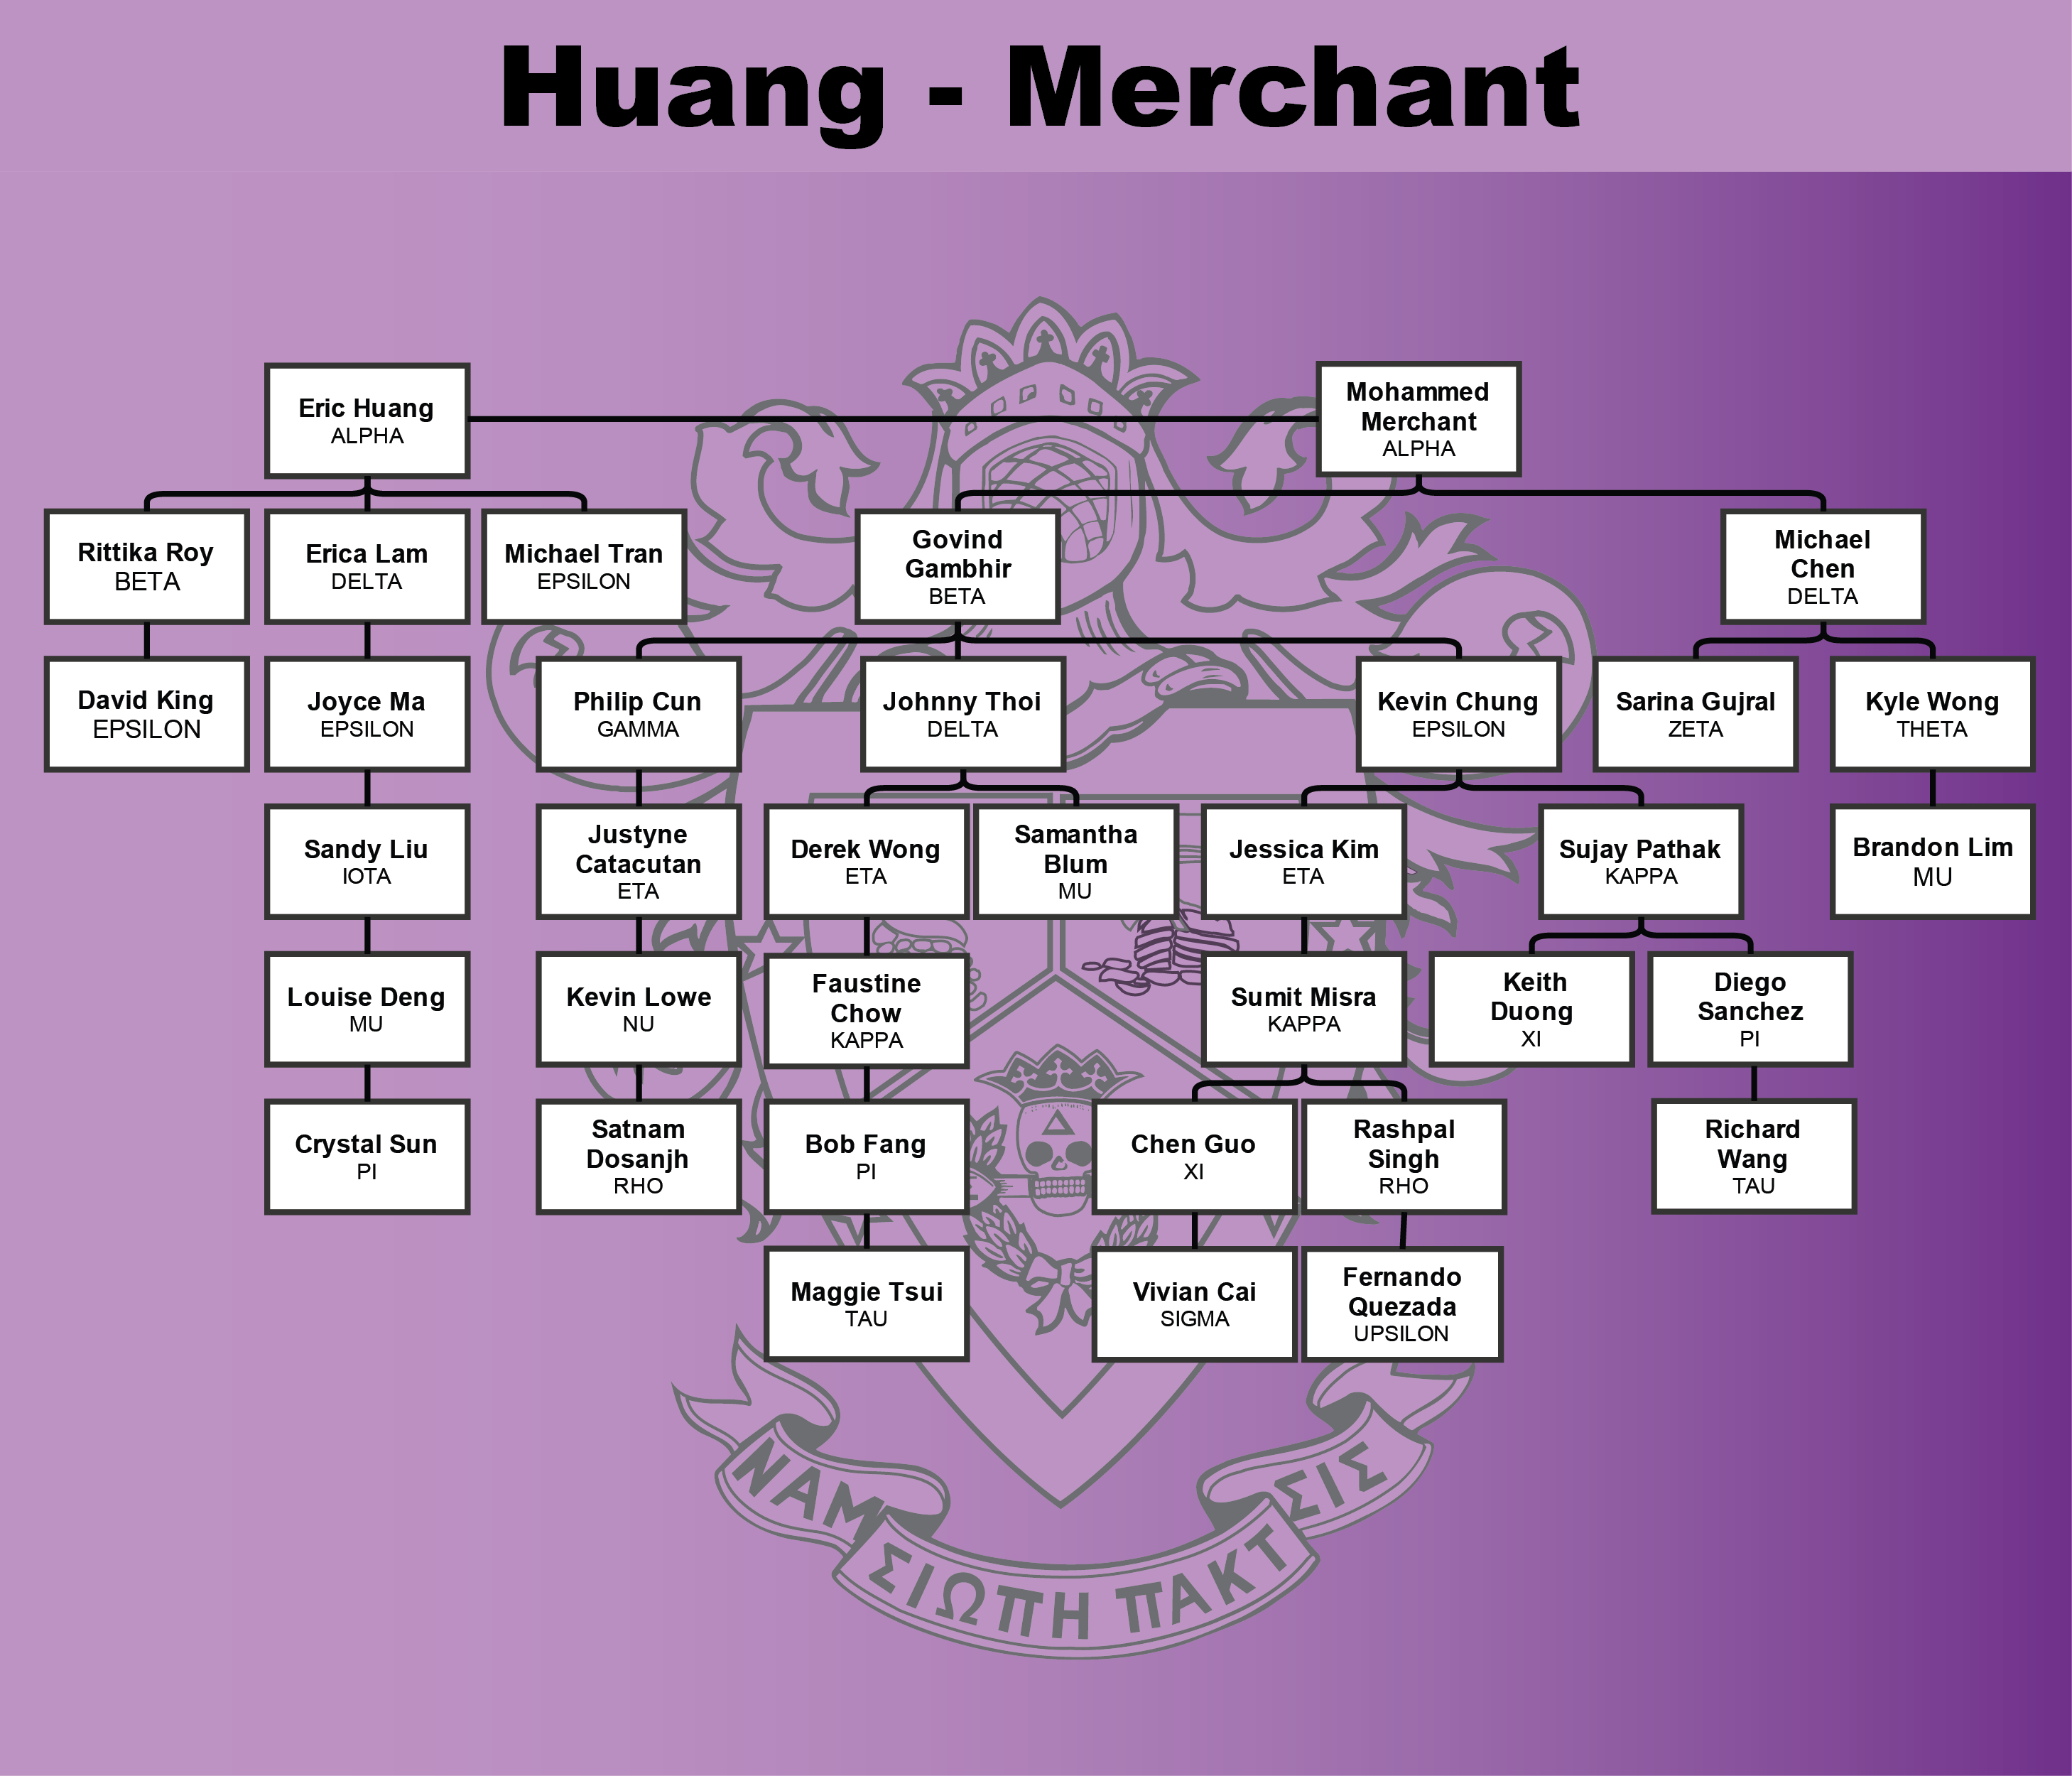 Huang - Merchant
Eric Huang
ALPHA
Mohammed
Merchant
ALPHA
Rittika Roy
BETA
Erica Lam
DELTA
Michael Tran
EPSILON
Govind
Gambhir
BETA
Michael
Chen
DELTA
David King
EPSILON
Joyce Ma
EPSILON
Philip Cun
GAMMA
Johnny Thoi
DELTA
Kevin Chung
EPSILON
Sarina Gujral
ZETA
Kyle Wong
THETA
Sandy Liu
IOTA
Justyne
Catacutan
ETA
Derek Wong
ETA
Samantha
Blum
MU
Jessica Kim
ETA
Sujay Pathak
KAPPA
Brandon Lim
MU
Louise Deng
MU
Kevin Lowe
NU
Faustine
Chow
KAPPA
Sumit Misra
KAPPA
Keith
Duong
XI
Diego
Sanchez
PI
Crystal Sun
PI
Satnam
Dosanjh
RHO
Bob Fang
PI
Chen Guo
XI
Rashpal
Singh
RHO
Richard
Wang
TAU
Maggie Tsui
TAU
Vivian Cai
SIGMA
Fernando
Quezada
UPSILON
ΝΑΜ ΣΙΩΠΗ ΠΑΚΤ ΣΙΣ